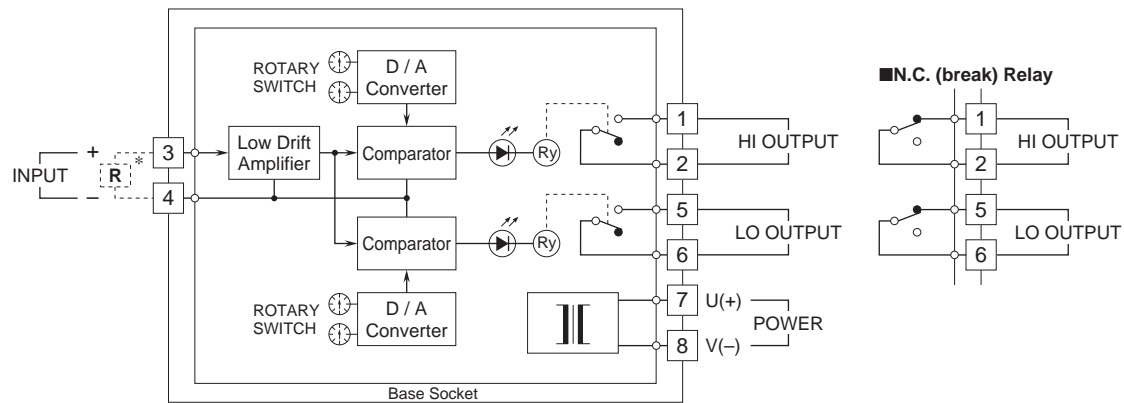 ROTARY
SWITCH
D / A
Converter
■N.C. (break) Relay
INPUT
+
–
R
*
3
4
Low Drift
Amplifier
Comparator
Ry
1
2
HI OUTPUT
1
2
HI OUTPUT
Comparator
Ry
5
6
LO OUTPUT
5
6
LO OUTPUT
ROTARY
SWITCH
D / A
Converter
7
U(+)
8
V(–)
POWER
Base Socket